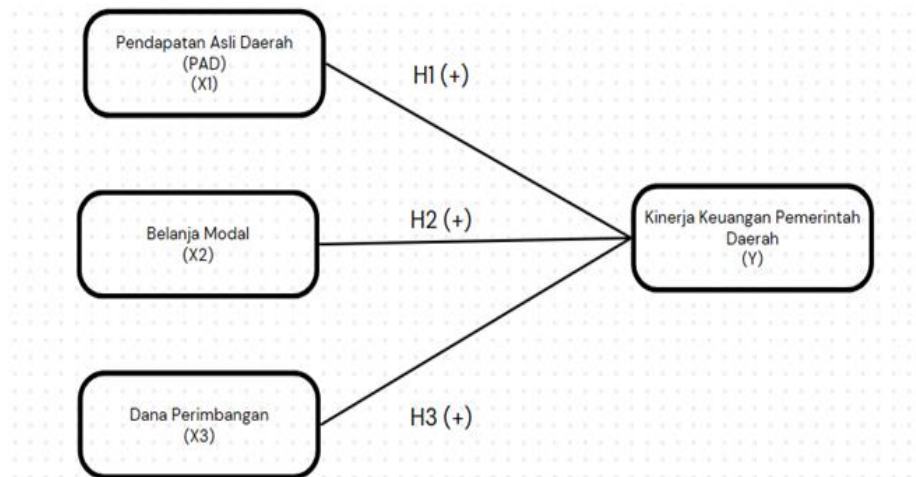 Pendapatan Asli Daerah
(PAD)
(X1)
H1 (+)
Belanja Modal
(X2)
H2 (+)
Kinerja Keuangan Pemerintah
Daerah
(Y)
Dana Perimbangan
(X3)
H3 (+)